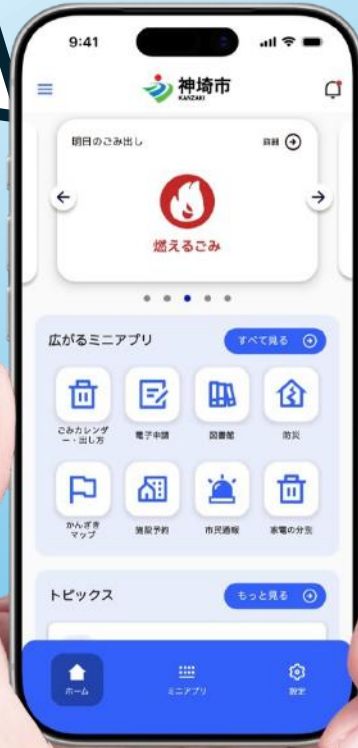 9:41
神埼市
KANZAKI
明日のごみ出し
詳細
燃えるごみ
広がるミニアプリ
すべて見る
ごみカレンダ
ー・出し方
電子申請
図書館
防災
かんざき
マップ
施設予約
市民通報
家電の分別
トピックス
もっと見る
ホーム
ミニアプリ
設定